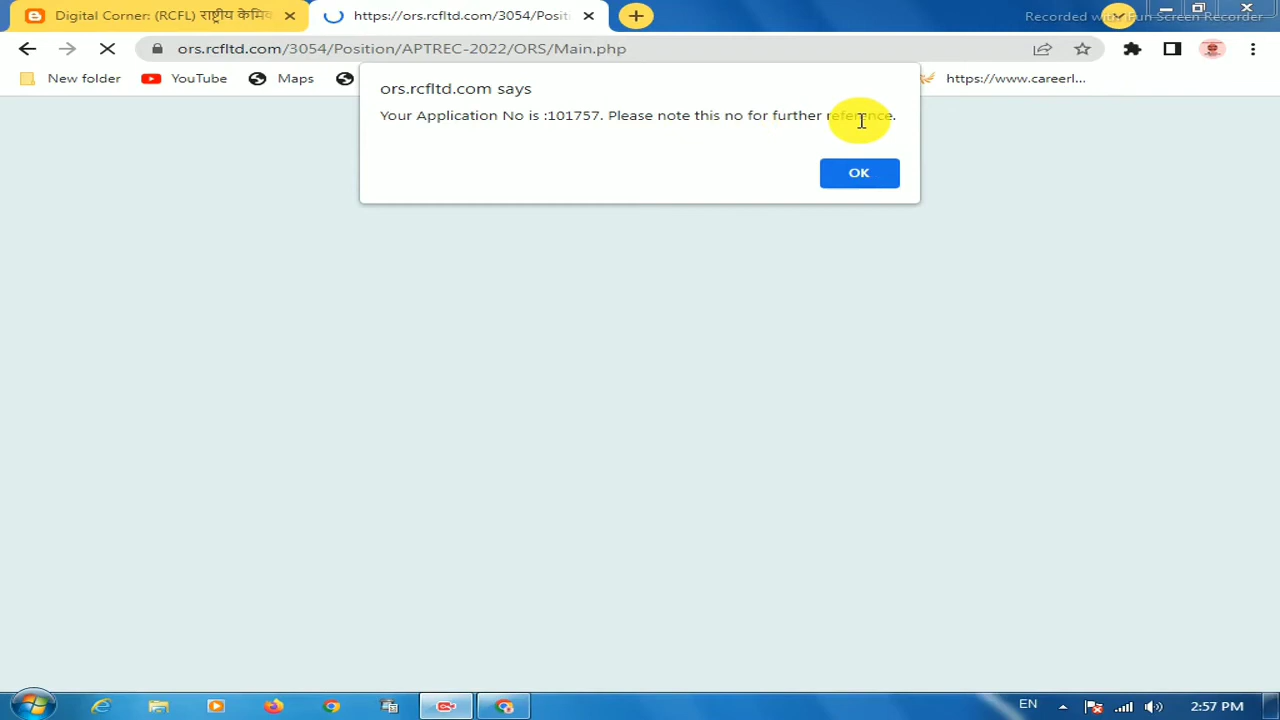 Digital Corner: (RCFL) राष्ट्रीय केमिक
https://ors.rcfltd.com/3054/Positi
Recorded with iFun Screen Recorder
ors.rcfltd.com/3054/Position/APTREC-2022/ORS/Main.php
New folder
YouTube
Maps
https://www.careerl...
ors.rcfltd.com says
Your Application No is :101757. Please note this no for further reference.
OK
EN
2:57 PM